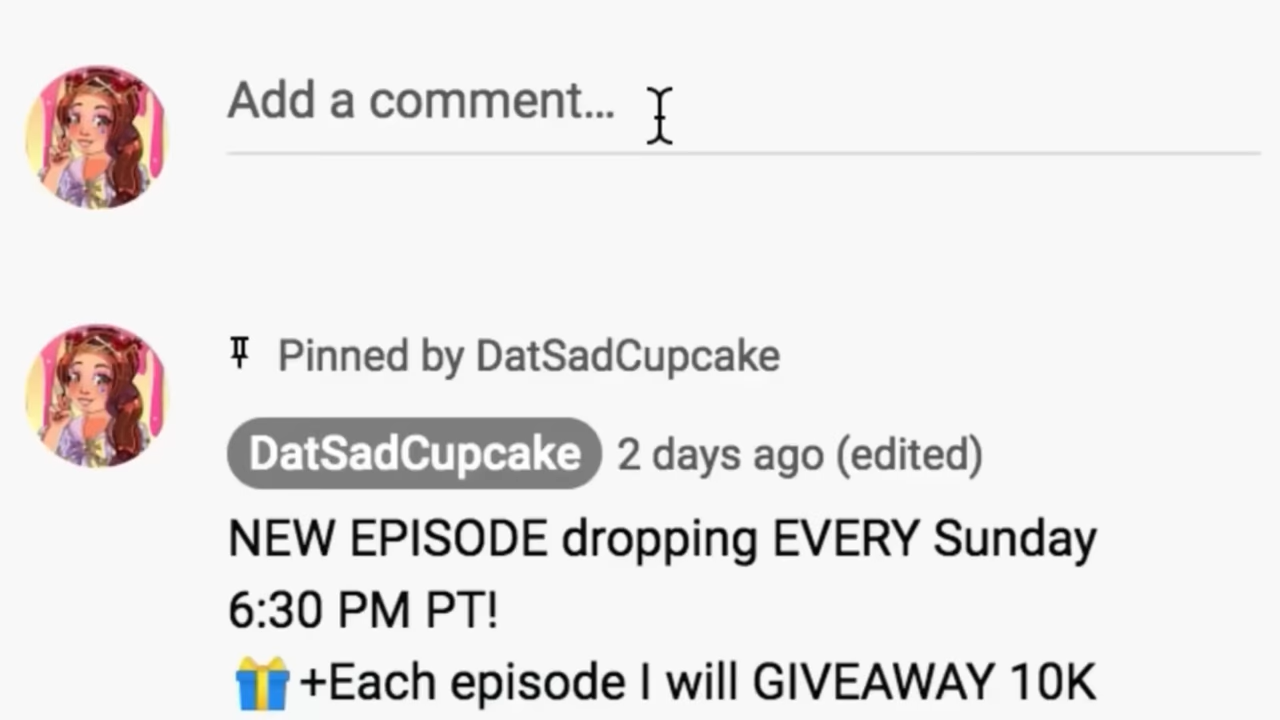 Add a comment...
Pinned by DatSadCupcake
DatSadCupcake 2 days ago (edited)
NEW EPISODE dropping EVERY Sunday
6:30 PM PT!
🎁+Each episode I will GIVEAWAY 10K